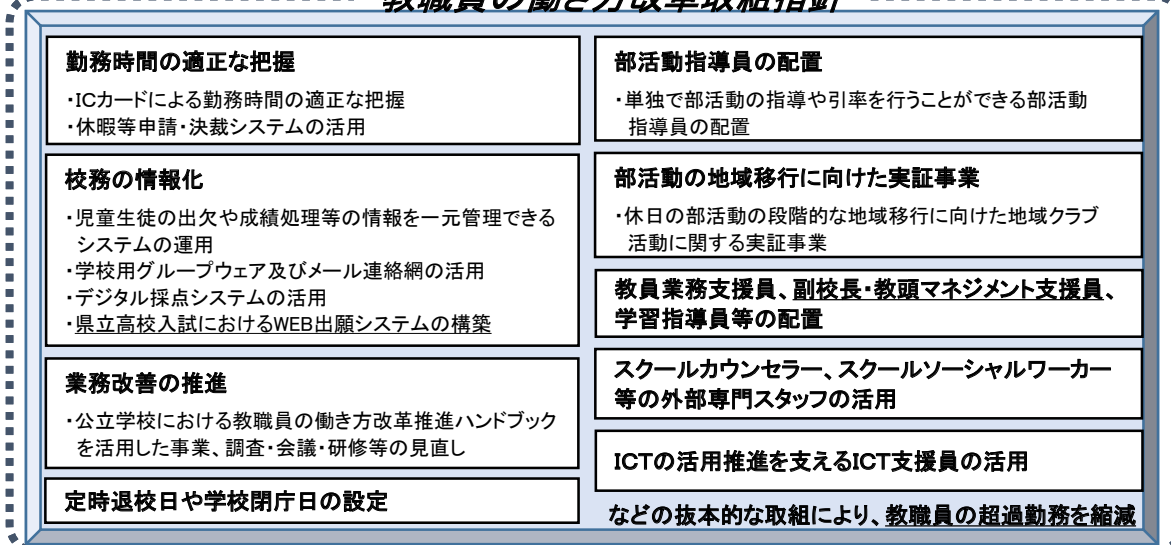 教職員の働き方改革取組指針
勤務時間の適正な把握
・ICカードによる勤務時間の適正な把握
・休暇等申請・決裁システムの活用
校務の情報化
・児童生徒の出欠や成績処理等の情報を一元管理できる
システムの運用
・学校用グループウェア及びメール連絡網の活用
・デジタル採点システムの活用
・県立高校入試におけるWEB出願システムの構築
業務改善の推進
・公立学校における教職員の働き方改革推進ハンドブック
を活用した事業、調査・会議・研修等の見直し
定時退校日や学校閉庁日の設定
部活動指導員の配置
・単独で部活動の指導や引率を行うことができる部活動
指導員の配置
部活動の地域移行に向けた実証事業
・休日の部活動の段階的な地域移行に向けた地域クラブ
活動に関する実証事業
教員業務支援員、副校長・教頭マネジメント支援員、
学習指導員等の配置
スクールカウンセラー、スクールソーシャルワーカー
等の外部専門スタッフの活用
ICTの活用推進を支えるICT支援員の活用
などの抜本的な取組により、教職員の超過勤務を縮減